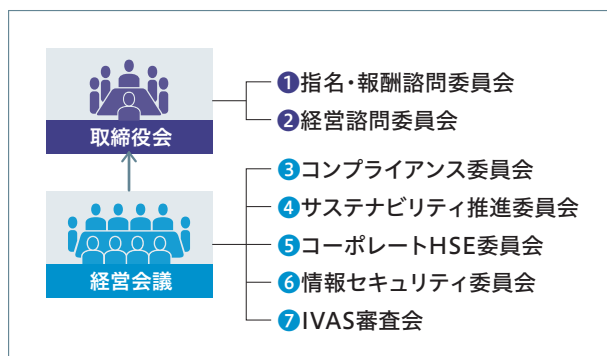 取締役会
❶指名・報酬諮問委員会
❷経営諮問委員会
経営会議
❸コンプライアンス委員会
❹サステナビリティ推進委員会
❺コーポレートHSE委員会
❻情報セキュリティ委員会
❼IVAS審査会